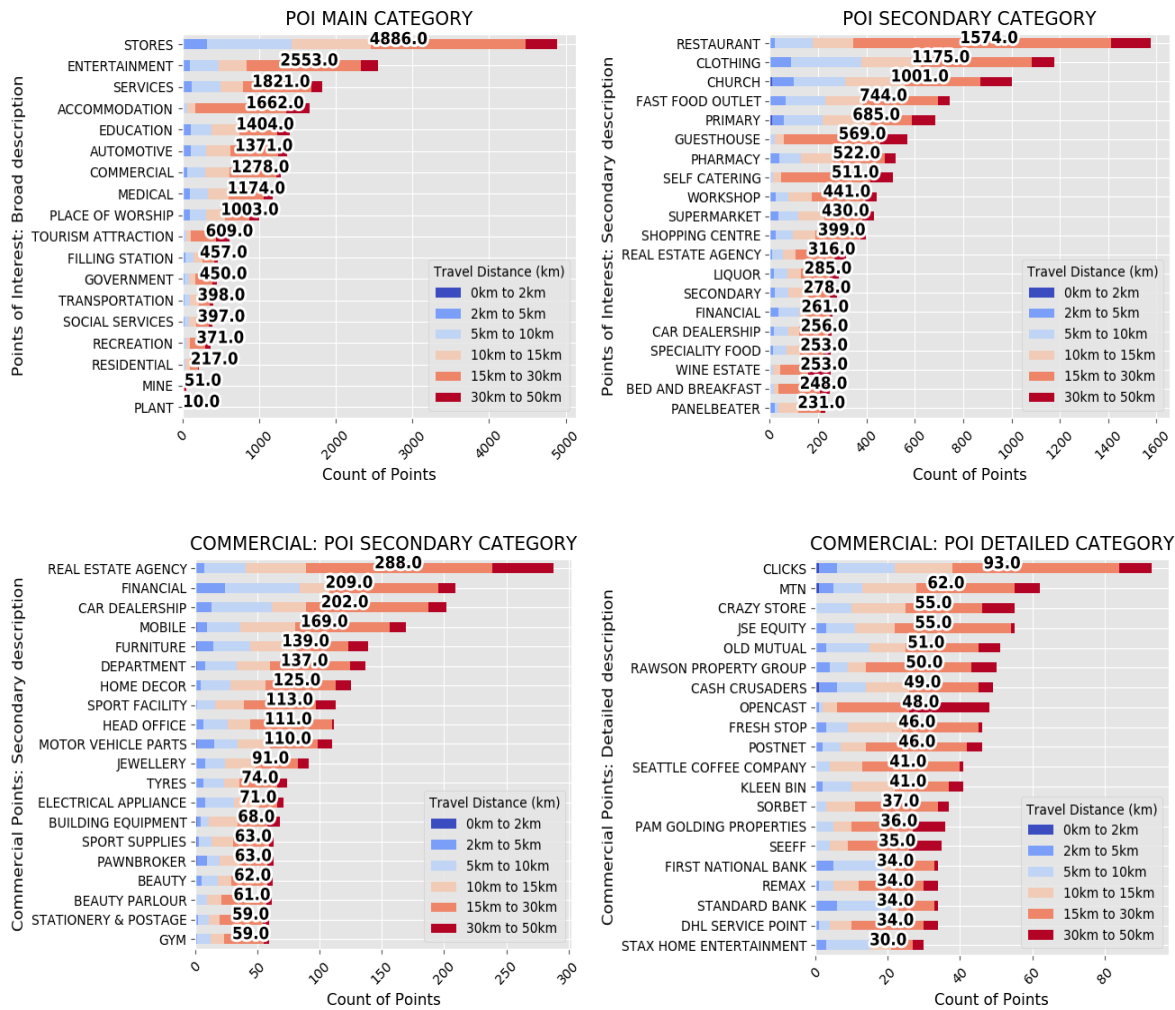 POI MAIN CATEGORY
Points of Interest: Broad description
STORES 4886.0
ENTERTAINMENT 2553.0
SERVICES 1821.0
ACCOMMODATION 1662.0
EDUCATION 1404.0
AUTOMOTIVE 1371.0
COMMERCIAL 1278.0
MEDICAL 1174.0
PLACE OF WORSHIP 1003.0
TOURISM ATTRACTION 609.0
FILLING STATION 457.0
GOVERNMENT 450.0
TRANSPORTATION 398.0
SOCIAL SERVICES 397.0
RECREATION 371.0
RESIDENTIAL 217.0
MINE 51.0
PLANT 10.0
Travel Distance (km)
0km to 2km
2km to 5km
5km to 10km
10km to 15km
15km to 30km
30km to 50km
0 1000 2000 3000 4000 5000
Count of Points
POI SECONDARY CATEGORY
Points of Interest: Secondary description
RESTAURANT 1574.0
CLOTHING 1175.0
CHURCH 1001.0
FAST FOOD OUTLET 744.0
PRIMARY 685.0
GUESTHOUSE 569.0
PHARMACY 522.0
SELF CATERING 511.0
WORKSHOP 441.0
SUPERMARKET 430.0
SHOPPING CENTRE 399.0
REAL ESTATE AGENCY 316.0
LIQUOR 285.0
SECONDARY 278.0
FINANCIAL 261.0
CAR DEALERSHIP 256.0
SPECIALITY FOOD 253.0
WINE ESTATE 253.0
BED AND BREAKFAST 248.0
PANELBEATER 231.0
Travel Distance (km)
0km to 2km
2km to 5km
5km to 10km
10km to 15km
15km to 30km
30km to 50km
0 200 400 600 800 1000 1200 1400 1600
Count of Points
COMMERCIAL: POI SECONDARY CATEGORY
Commercial Points: Secondary description
REAL ESTATE AGENCY 288.0
FINANCIAL 209.0
CAR DEALERSHIP 202.0
MOBILE 169.0
FURNITURE 139.0
DEPARTMENT 137.0
HOME DECOR 125.0
SPORT FACILITY 113.0
HEAD OFFICE 111.0
MOTOR VEHICLE PARTS 110.0
JEWELLERY 91.0
TYRES 74.0
ELECTRICAL APPLIANCE 71.0
BUILDING EQUIPMENT 68.0
SPORT SUPPLIES 63.0
PAWNBROKER 63.0
BEAUTY 62.0
BEAUTY PARLOUR 61.0
STATIONERY & POSTAGE 59.0
GYM 59.0
Travel Distance (km)
0km to 2km
2km to 5km
5km to 10km
10km to 15km
15km to 30km
30km to 50km
0 50 100 150 200 250 300
Count of Points
COMMERCIAL: POI DETAILED CATEGORY
Commercial Points: Detailed description
CLICKS 93.0
MTN 62.0
CRAZY STORE 55.0
JSE EQUITY 55.0
OLD MUTUAL 51.0
RAWSON PROPERTY GROUP 50.0
CASH CRUSADERS 49.0
OPENCAST 48.0
FRESH STOP 46.0
POSTNET 46.0
SEATTLE COFFEE COMPANY 41.0
KLEEN BIN 41.0
SORBET 37.0
PAM GOLDING PROPERTIES 36.0
SEEFF 35.0
FIRST NATIONAL BANK 34.0
REMAX 34.0
STANDARD BANK 34.0
DHL SERVICE POINT 34.0
STAX HOME ENTERTAINMENT 30.0
Travel Distance (km)
0km to 2km
2km to 5km
5km to 10km
10km to 15km
15km to 30km
30km to 50km
0 20 40 60 80
Count of Points